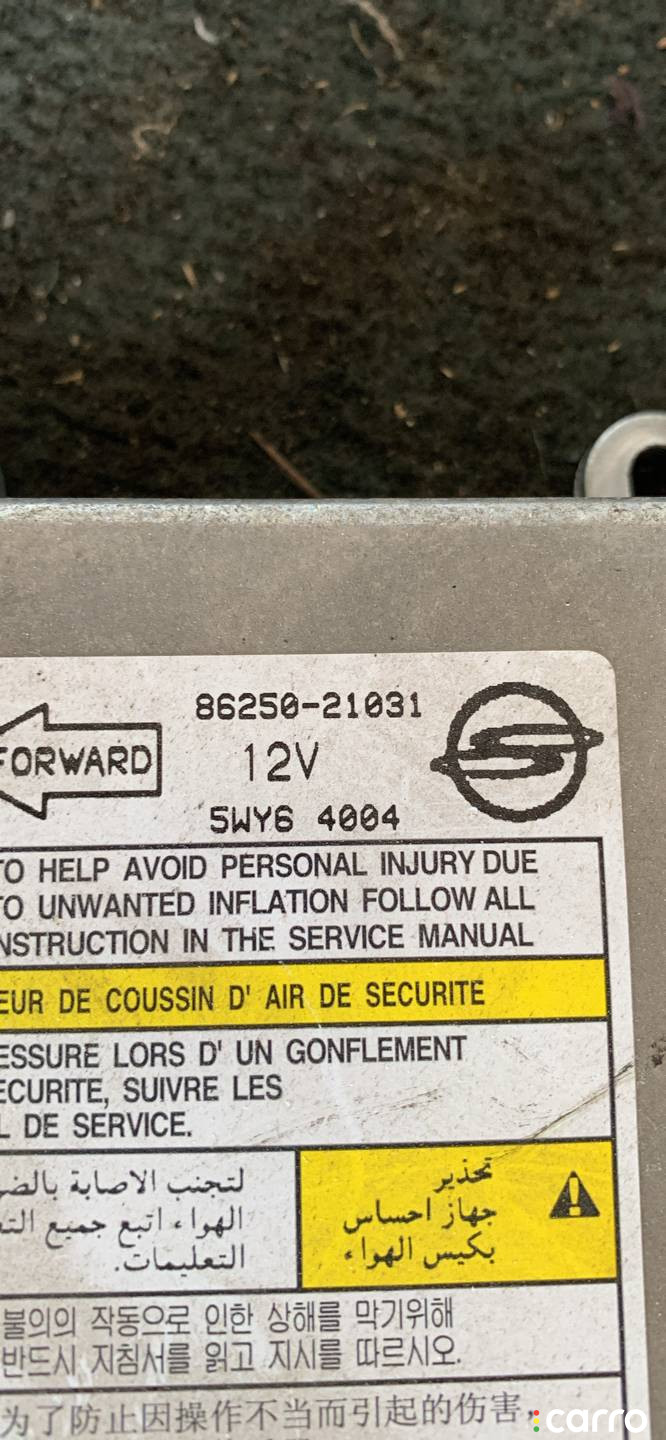 86250-21031
FORWARD
12V
5WY6 4004
TO HELP AVOID PERSONAL INJURY DUE
TO UNWANTED INFLATION FOLLOW ALL
INSTRUCTION IN THE SERVICE MANUAL
EUR DE COUSSIN D' AIR DE SECURITE
ESSURE LORS D' UN GONFLEMENT
ECURITE, SUIVRE LES
L DE SERVICE.
تحذير
جهاز احساس
بكيس الهواء
لتجنب الاصابة
الهواء اتبع جميع
التعليمات.
불의의 작동으로 인한 상해를 막기위해
반드시 지침서를 읽고 지시를 따르시오.
为了防止因操作不当而引起的伤害，
carro